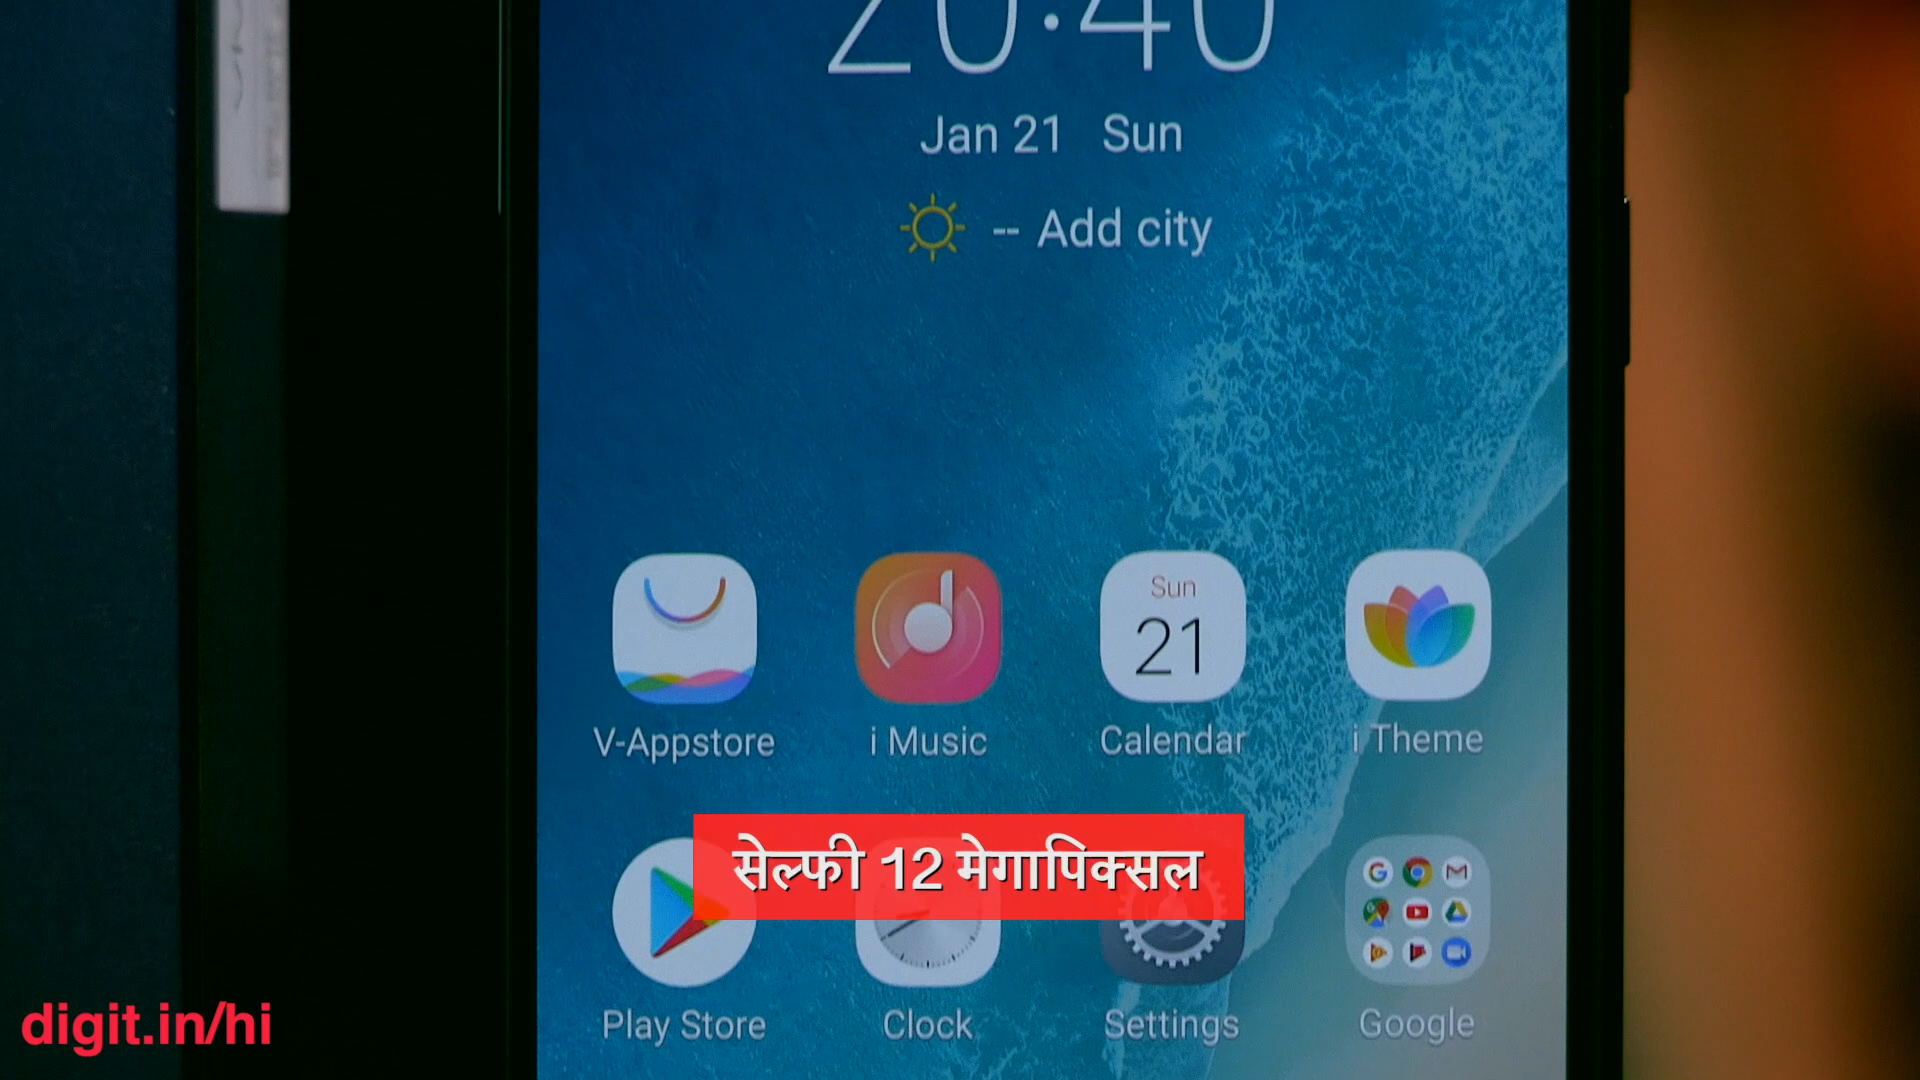 20:40
Jan 21 Sun
-- Add city
Sun
21
V-Appstore
i Music
Calendar
i Theme
सेल्फी 12 मेगापिक्सल
Play Store
Clock
Settings
Google
digit.in/hi